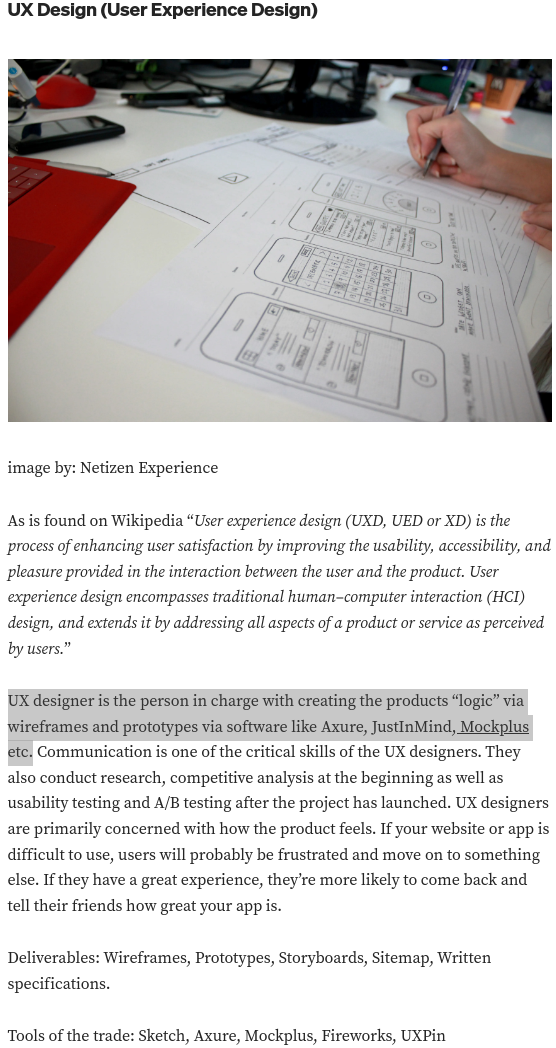 UX Design (User Experience Design)
image by: Netizen Experience
As is found on Wikipedia “User experience design (UXD, UED or XD) is the
process of enhancing user satisfaction by improving the usability, accessibility, and
pleasure provided in the interaction between the user and the product. User
experience design encompasses traditional human–computer interaction (HCI)
design, and extends it by addressing all aspects of a product or service as perceived
by users.”
UX designer is the person in charge with creating the products “logic” via
wireframes and prototypes via software like Axure, JustInMind, Mockplus
etc. Communication is one of the critical skills of the UX designers. They
also conduct research, competitive analysis at the beginning as well as
usability testing and A/B testing after the project has launched. UX designers
are primarily concerned with how the product feels. If your website or app is
difficult to use, users will probably be frustrated and move on to something
else. If they have a great experience, they’re more likely to come back and
tell their friends how great your app is.
Deliverables: Wireframes, Prototypes, Storyboards, Sitemap, Written
specifications.
Tools of the trade: Sketch, Axure, Mockplus, Fireworks, UXPin